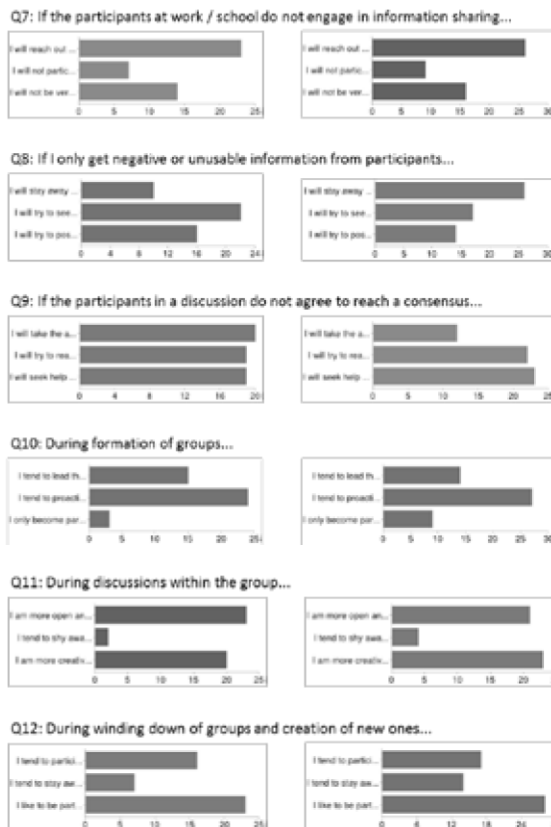 Q7: If the participants at work / school do not engage in information sharing...
I will reach out ... I will reach out ...
I will not partic... I will not partic...
I will not be ver... I will not be ver...
0 5 10 15 20 25 0 5 10 15 20 25 30
Q8: If I only get negative or unusable information from participants...
I will stay away ... I will stay away ...
I will try to see... I will try to see...
I will try to pos... I will try to pos...
0 4 8 12 16 20 24 0 5 10 15 20 25 30
Q9: If the participants in a discussion do not agree to reach a consensus...
I will take the a... I will take the a...
I will try to rea... I will try to rea...
I will seek help ... I will seek help ...
0 4 8 12 16 20 0 5 10 15 20 25
Q10: During formation of groups...
I tend to lead th... I tend to lead th...
I tend to proacti... I tend to proacti...
I only become par... I only become par...
0 5 10 15 20 25 0 5 10 15 20 25 30
Q11: During discussions within the group...
I am more open an... I am more open an...
I tend to shy awa... I tend to shy awa...
I am more creativ... I am more creativ...
0 5 10 15 20 25 0 5 10 15 20 25
Q12: During winding down of groups and creation of new ones...
I tend to partici... I tend to partici...
I tend to stay aw... I tend to stay aw...
I like to be part... I like to be part...
0 5 10 15 20 25 0 6 12 18 24